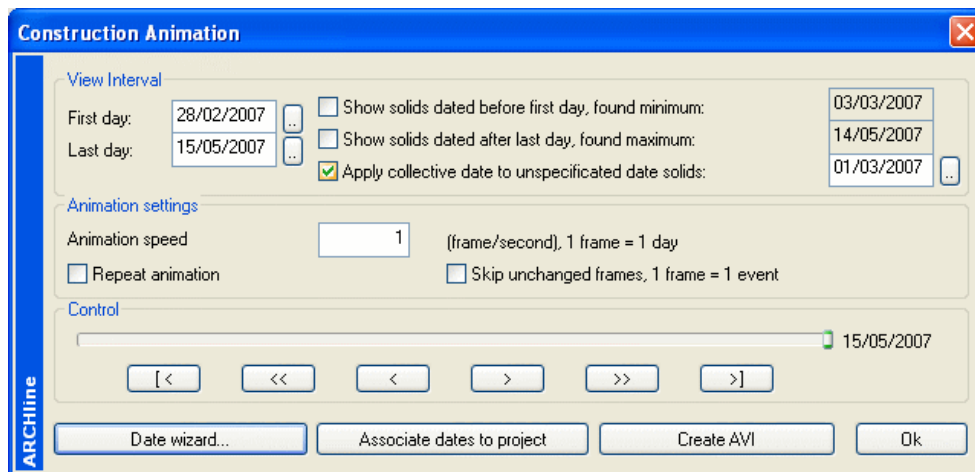 Construction Animation
View Interval
First day: 28/02/2007 .. Show solids dated before first day, found minimum: 03/03/2007
Last day: 15/05/2007 .. Show solids dated after last day, found maximum: 14/05/2007
Apply collective date to unspecificated date solids: 01/03/2007 ..
Animation settings
Animation speed 1 (frame/second), 1 frame = 1 day
Repeat animation Skip unchanged frames, 1 frame = 1 event
Control
15/05/2007
[< << < > >> >]
Date wizard... Associate dates to project Create AVI Ok
ARCHline